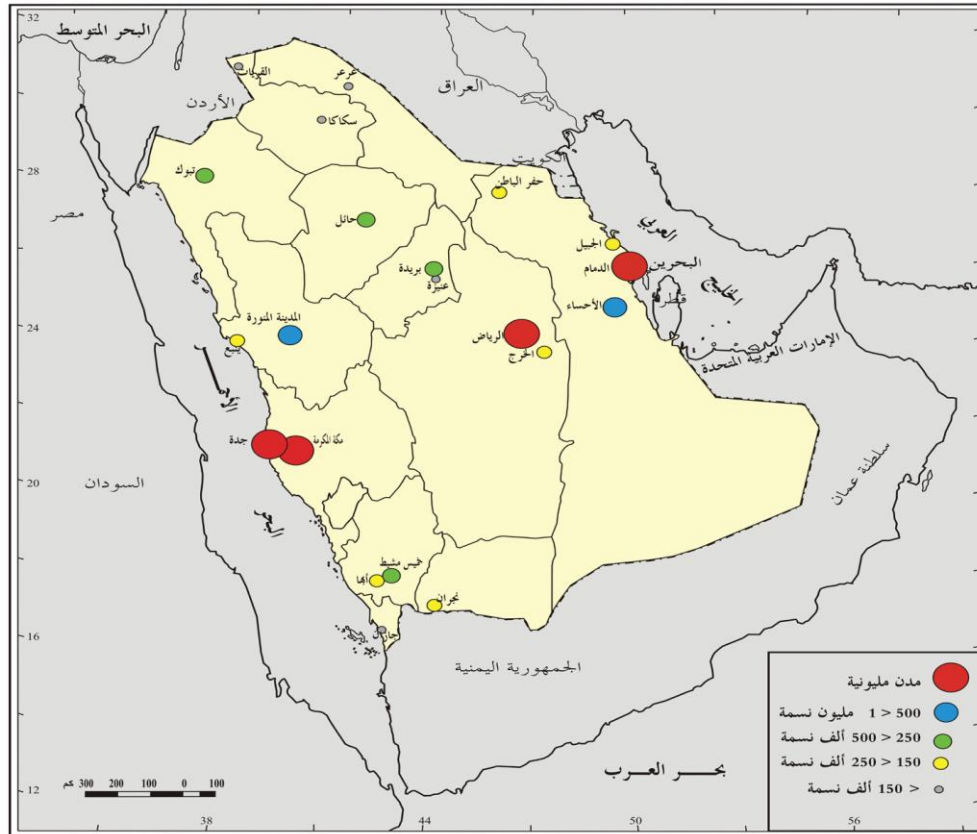 32
28
24
20
16
12
38
44
50
56
البحر المتوسط
العراق
الأردن
الكويت
مصر
السودان
البحر
العربي
الخليج
البحرين
قطر
الإمارات العربية المتحدة
سلطنة عمان
الجمهورية اليمنية
بحــر العـرب
القريات
عرعر
سكاكا
تبوك
حائل
حفر الباطن
الجبيل
الدمام
الأحساء
بريدة
عنيزة
المدينة المنورة
ينبع
الرياض
الخرج
جدة
مكة المكرمة
خميس مشيط
أبها
نجران
جازان
مدن مليونية
500 < 1 مليون نسمة
250 < 500 ألف نسمة
150 < 250 ألف نسمة
< 150 ألف نسمة
كم 300 200 100 0 100